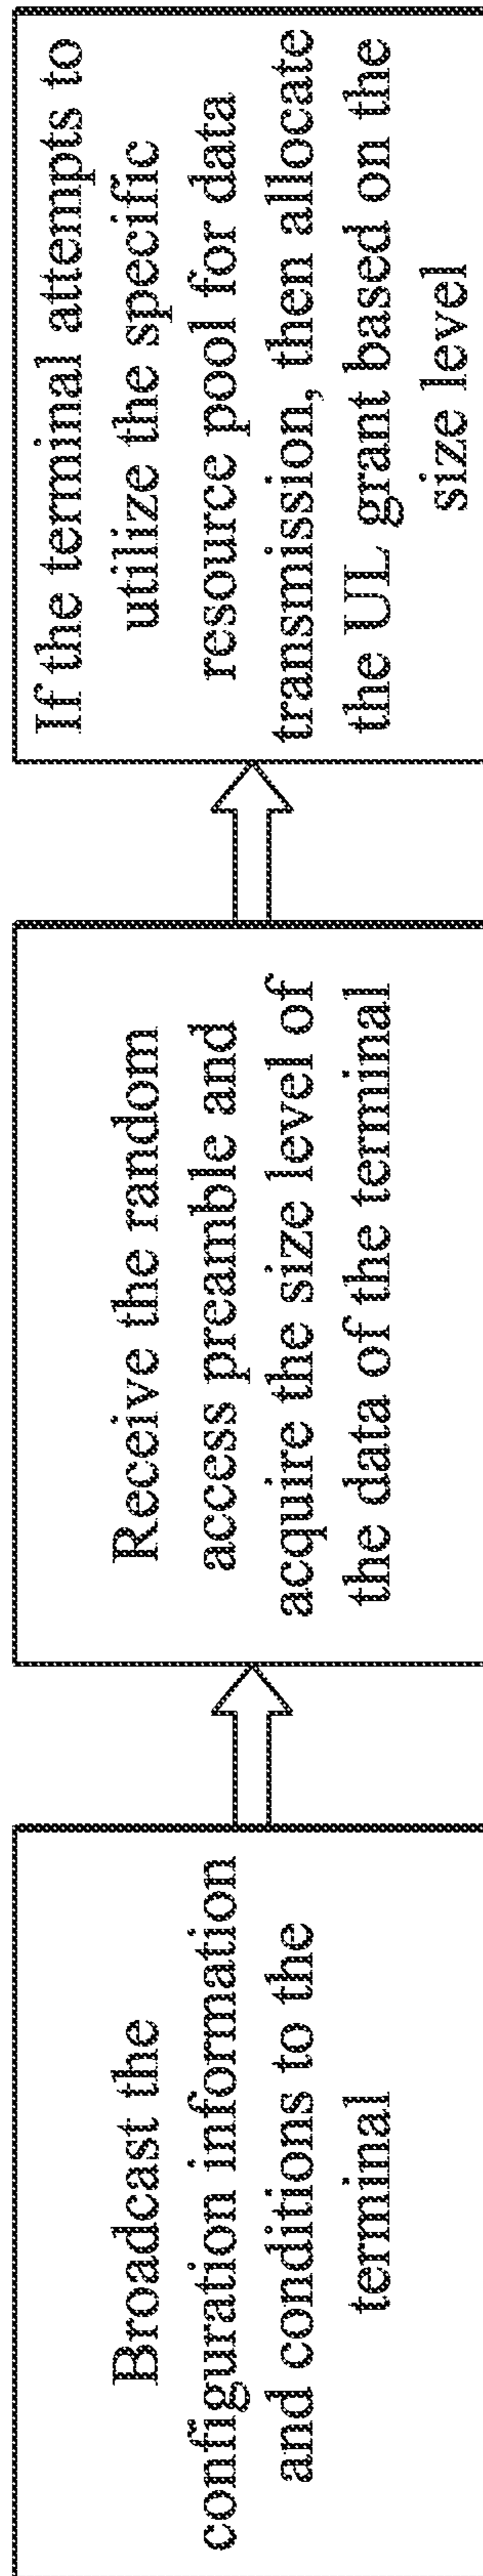 Broadcast the
configuration information
and conditions to the
terminal
Receive the random
access preamble and
acquire the size level of
the data of the terminal
If the terminal attempts to
utilize the specific
resource pool for data
transmission, then allocate
the UL grant based on the
size level